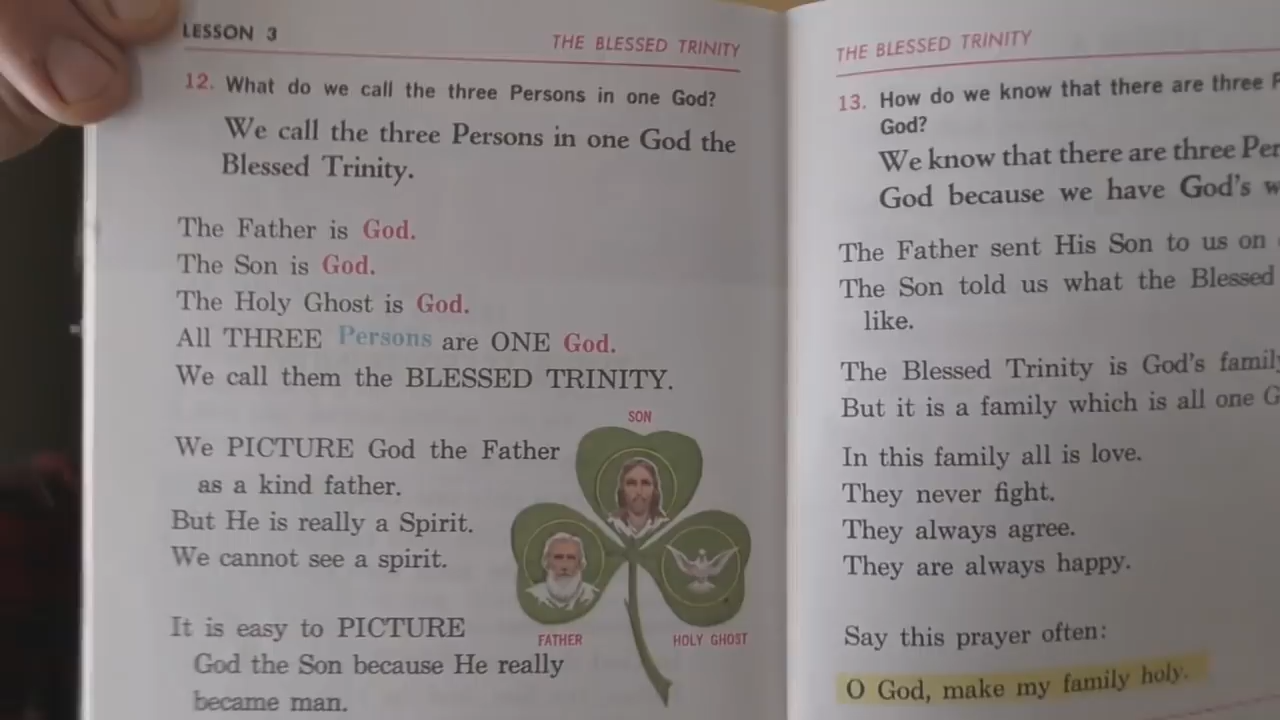 LESSON 3
THE BLESSED TRINITY
12. What do we call the three Persons in one God?
We call the three Persons in one God the
Blessed Trinity.
The Father is God.
The Son is God.
The Holy Ghost is God.
All THREE Persons are ONE God.
We call them the BLESSED TRINITY.
We PICTURE God the Father
as a kind father.
But He is really a Spirit.
We cannot see a spirit.
It is easy to PICTURE
God the Son because He really
became man.
SON
FATHER
HOLY GHOST
THE BLESSED TRINITY
13. How do we know that there are three
God?
We know that there are three
God because we have God's
The Father sent His Son to us on
The Son told us what the Blessed
like.
The Blessed Trinity is God's family
But it is a family which is all one
In this family all is love.
They never fight.
They always agree.
They are always happy.
Say this prayer often:
O God, make my family holy.